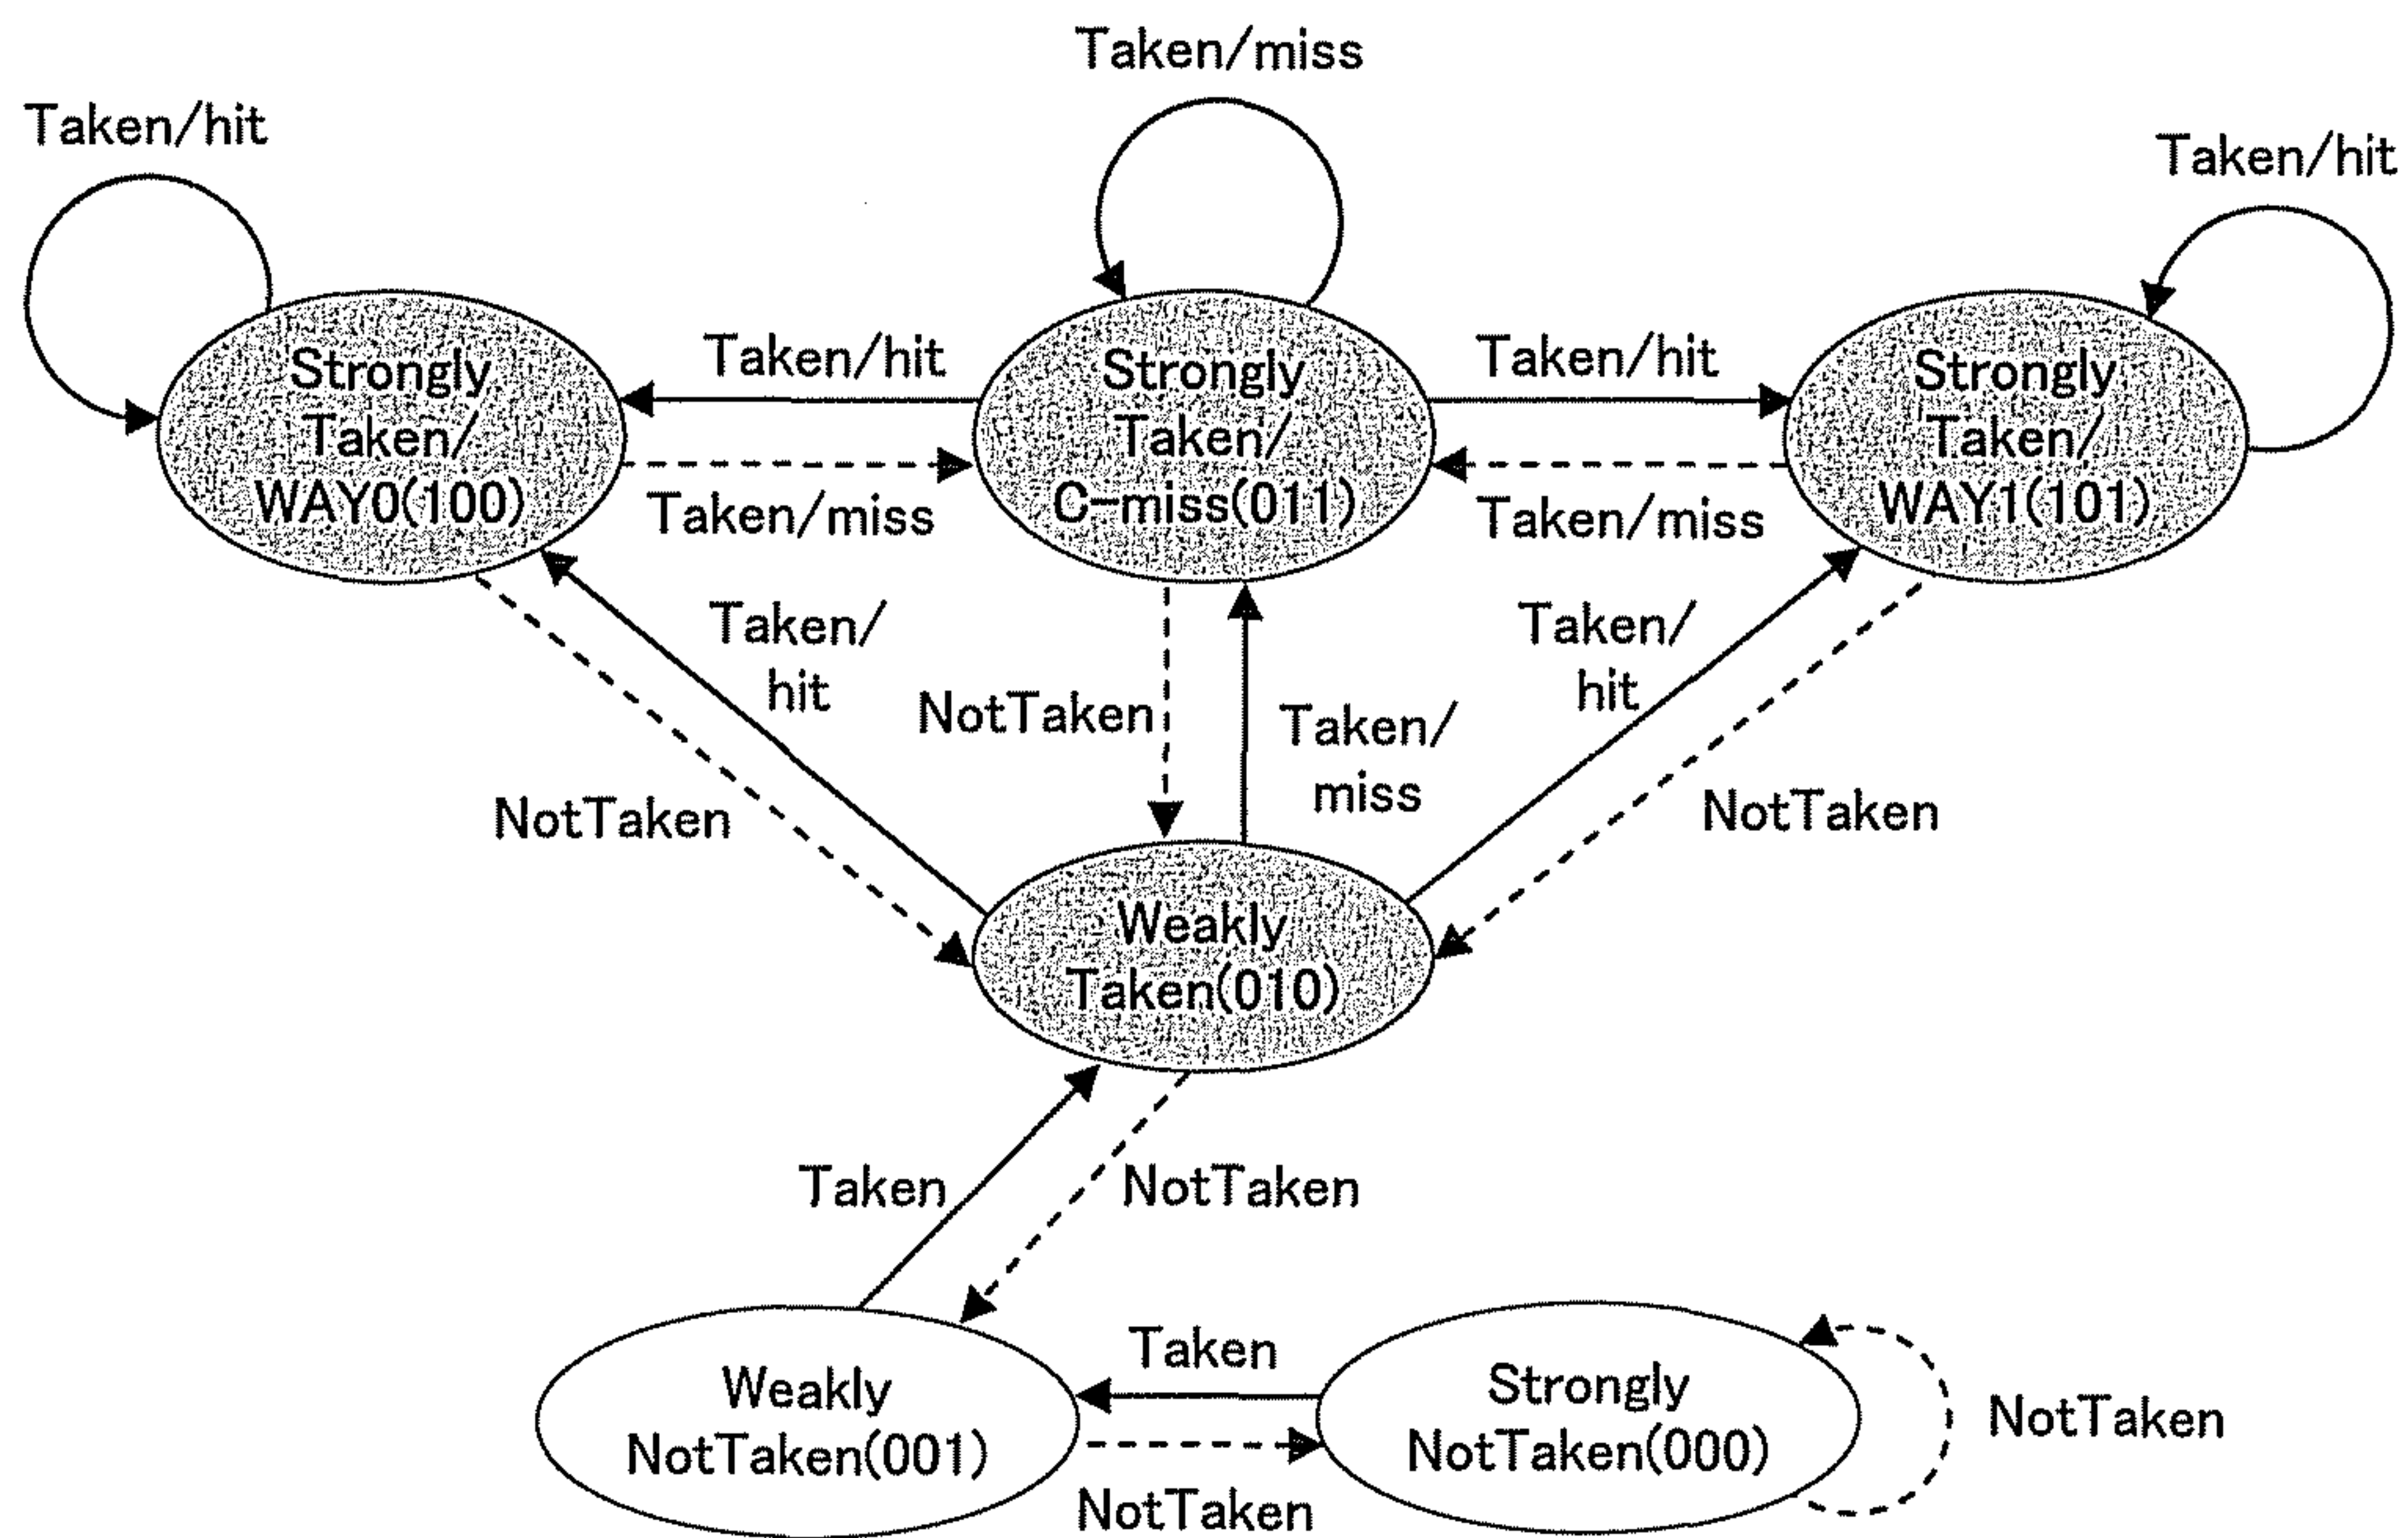 Taken/miss
Taken/hit
Taken/hit
Strongly
Taken/
WAY0(100)
Taken/hit
Taken/miss
Strongly
Taken/
C-miss(011)
Taken/hit
Taken/miss
Strongly
Taken/
WAY1(101)
Taken/
hit
NotTaken
NotTaken
Taken/
miss
Taken/
hit
NotTaken
Weakly
Taken(010)
Taken
NotTaken
Weakly
NotTaken(001)
Taken
NotTaken
Strongly
NotTaken(000)
NotTaken